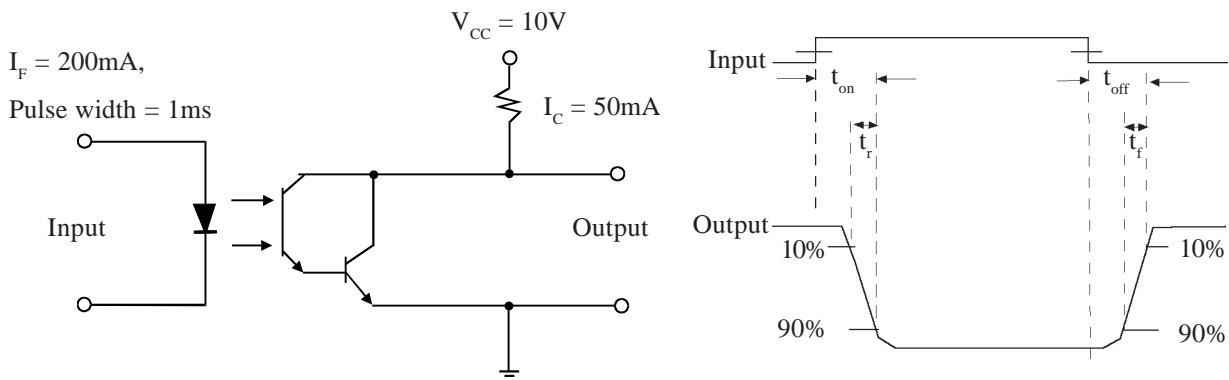 V_CC = 10V
I_F = 200mA,
Pulse width = 1ms
I_C = 50mA
Input
Output
Input
t_on
t_off
t_r
t_f
Output
10%
10%
90%
90%